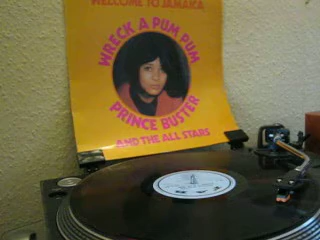 WELCOME TO JAMAICA
WRECK A PUM PUM
PRINCE BUSTER
AND THE ALL STARS